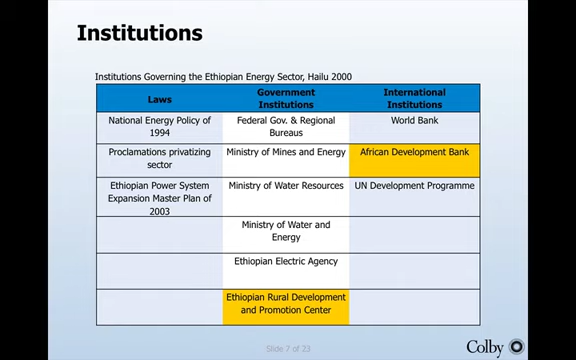 Institutions
Institutions Governing the Ethiopian Energy Sector, Hailu 2000
Laws
Government
Institutions
International
Institutions
National Energy Policy of
1994
Federal Gov. & Regional
Bureaus
World Bank
Proclamations privatizing
sector
Ministry of Mines and Energy
African Development Bank
Ethiopian Power System
Expansion Master Plan of
2003
Ministry of Water Resources
UN Development Programme
Ministry of Water and
Energy
Ethiopian Electric Agency
Ethiopian Rural Development
and Promotion Center
Slide 7 of 23
Colby